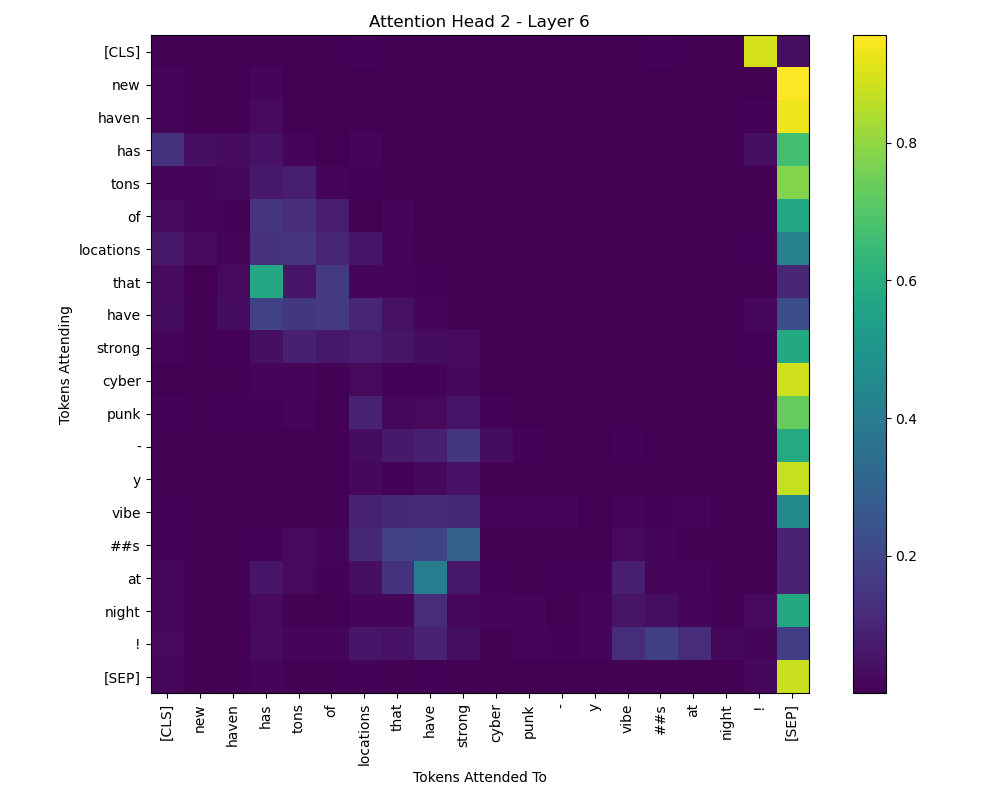 Attention Head 2 - Layer 6
[CLS]
new
haven
has
tons
of
locations
that
have
strong
cyber
punk
-
y
vibe
##s
at
night
!
[SEP]
Tokens Attending
[CLS]
new
haven
has
tons
of
locations
that
have
strong
cyber
punk
-
y
vibe
##s
at
night
!
[SEP]
Tokens Attended To
0.8
0.6
0.4
0.2